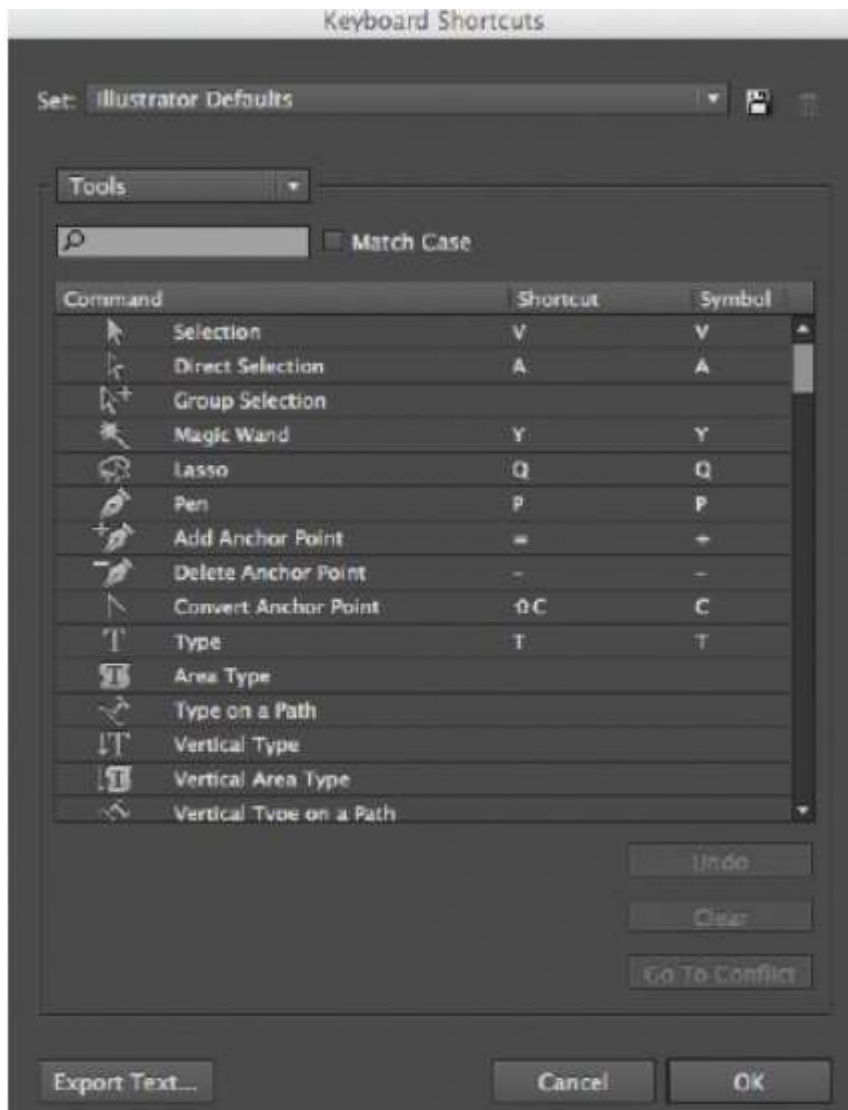 Keyboard Shortcuts
Set: Illustrator Defaults
Tools
Match Case
Command Shortcut Symbol
Selection V V
Direct Selection A A
Group Selection
Magic Wand Y Y
Lasso Q Q
Pen P P
Add Anchor Point = +
Delete Anchor Point - -
Convert Anchor Point ⇧C C
Type T T
Area Type
Type on a Path
Vertical Type
Vertical Area Type
Vertical Type on a Path
Undo
Clear
Go To Conflict
Export Text... Cancel OK